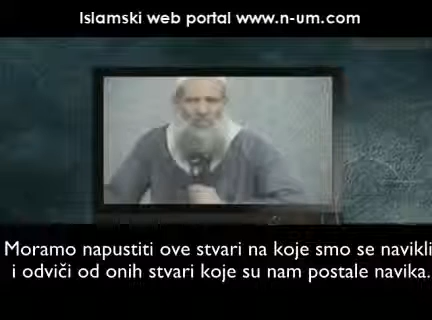 Islamski web portal www.n-um.com
Moramo napustiti ove stvari na koje smo se navikli
i odviči od onih stvari koje su nam postale navika.